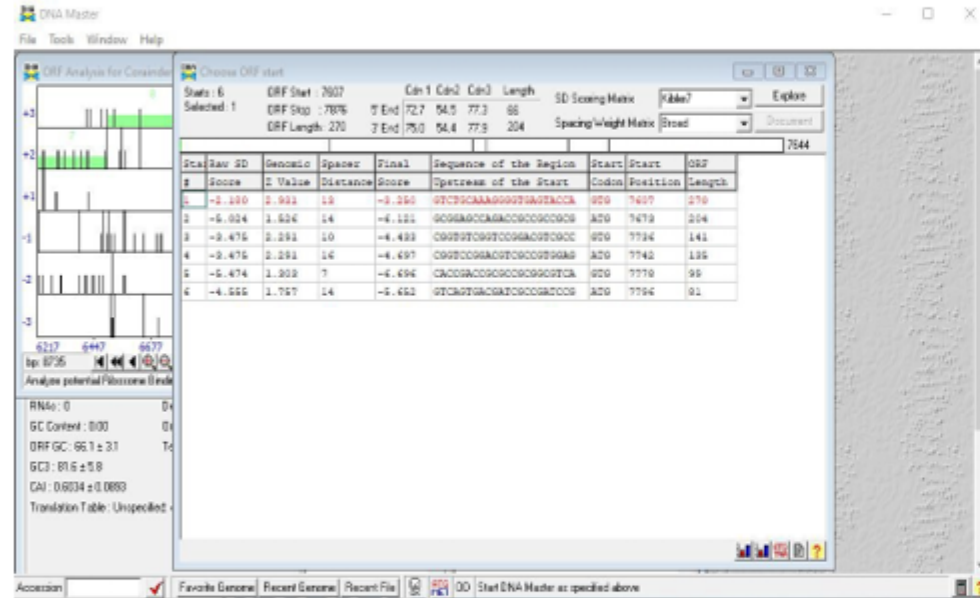 DNA Master
File Tools Window Help
ORF Analysis for
Choose ORF start
Starts : 6 ORF Start : 7607 Cdn 1 Cdn2 Cdn3 Length
Selected : 1 ORF Stop : 7876 5' End 72.7 54.5 77.3 66
ORF Length : 270 3' End 75.0 54.4 77.9 204
SD Scoring Matrix Kibler7 Explore
Spacing Weight Matrix Broad Document
7644
Raw SD Genomic Spacer Final Sequence of the Region Start Start ORF
# Score Z Value Distance Score Upstream of the Start Codon Position Length
1 13 GTG 7607 270
2 -5.024 1.526 14 -6.121 GCGGAGCCAGACCGCCGCCGCG ATG 7673 204
3 -3.475 2.291 10 -4.433 GTG 7736 141
4 -3.475 2.291 16 -4.697 ATG 7742 135
5 -5.474 1.303 7 -6.696 GTG 7778 99
6 -4.555 1.757 14 -5.653 ATG 7796 81
+3
+2
+1
-1
-2
-3
6217 6447 6677
bp: 8735
Analyze potential Ribosome
RNAs : 0
GC Content : 0.00
ORF GC : 66.1 ± 3.1
GC3 : 81.6 ± 5.8
CAI : 0.6034 ± 0.0893
Translation Table : Unspecified
Accession Favorite Genome Recent Genome Recent File Start DNA Master as specified above